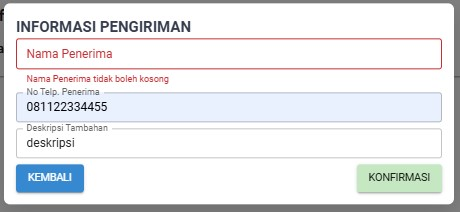 INFORMASI PENGIRIMAN
Nama Penerima
Nama Penerima tidak boleh kosong
No Telp. Penerima
081122334455
Deskripsi Tambahan
deskripsi
KEMBALI
KONFIRMASI